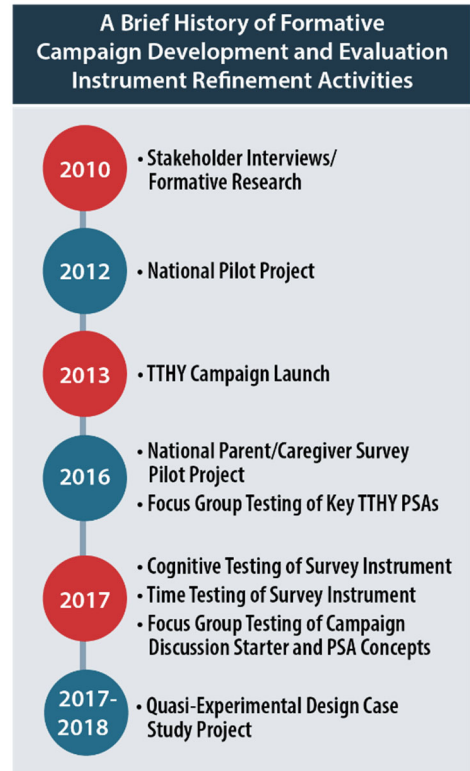 A Brief History of Formative
Campaign Development and Evaluation
Instrument Refinement Activities
2010
• Stakeholder Interviews/
Formative Research
2012
• National Pilot Project
2013
• TTHY Campaign Launch
2016
• National Parent/Caregiver Survey
Pilot Project
• Focus Group Testing of Key TTHY PSAs
2017
• Cognitive Testing of Survey Instrument
• Time Testing of Survey Instrument
• Focus Group Testing of Campaign
Discussion Starter and PSA Concepts
2017-
2018
• Quasi-Experimental Design Case
Study Project